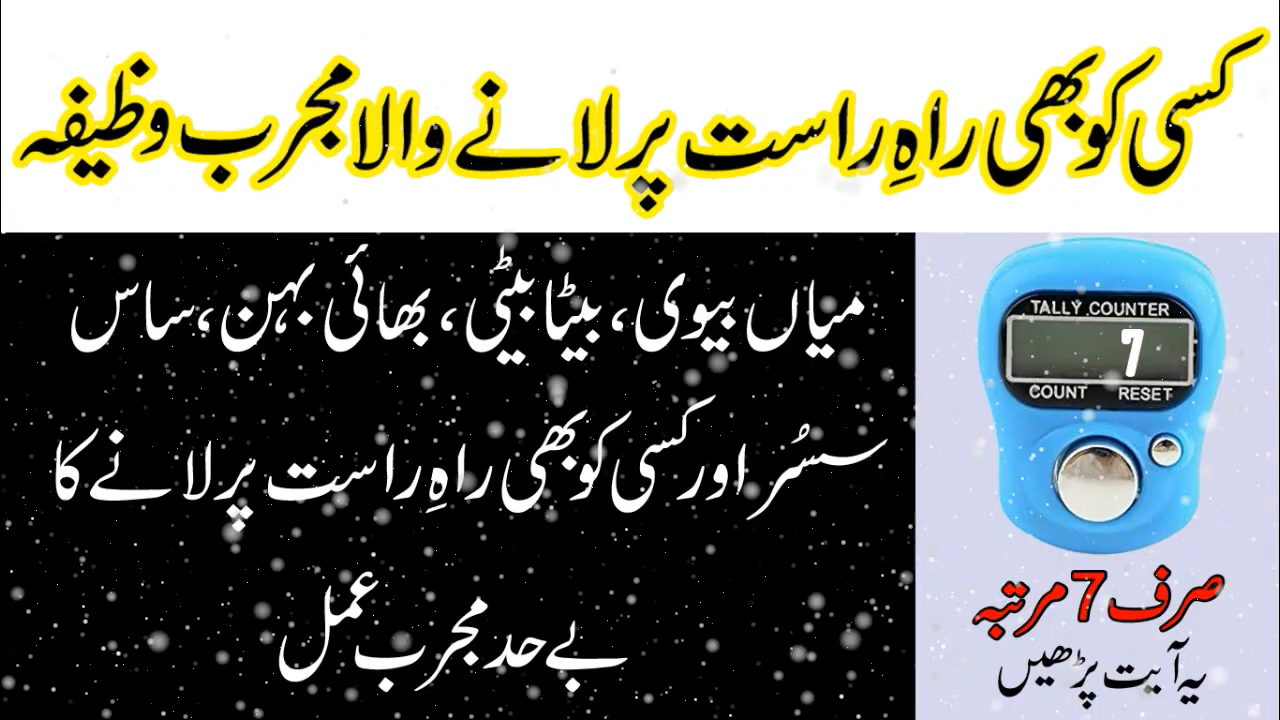 کسی کو بھی راہِ راست پر لانے والا مجرب وظیفہ
میاں بیوی، بیٹا بیٹی، بھائی بہن، ساس
سسُر اور کسی کو بھی راہِ راست پر لانے کا
بے حد مجرب عمل
TALLY COUNTER
7
COUNT RESET
صرف 7 مرتبہ
یہ آیت پڑھیں